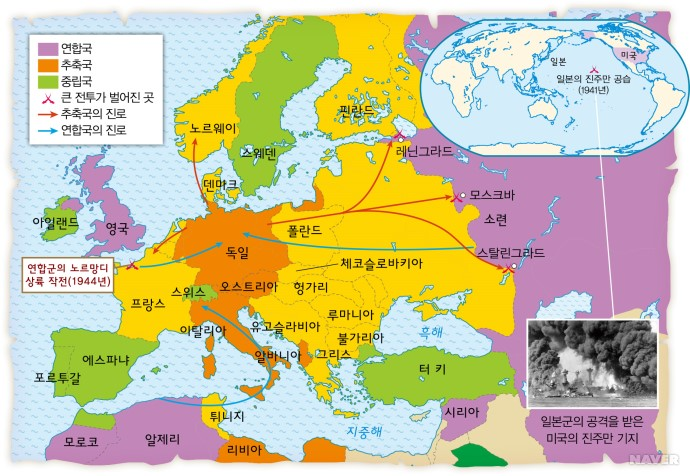 연합국
추축국
중립국
큰 전투가 벌어진 곳
추축국의 진로
연합국의 진로
일본
미국
일본의 진주만 공습
(1941년)
노르웨이
핀란드
스웨덴
레닌그라드
덴마크
모스크바
아일랜드
영국
소련
폴란드
독일
스탈린그라드
연합군의 노르망디
상륙 작전(1944년)
체코슬로바키아
프랑스
스위스
오스트리아
헝가리
루마니아
이탈리아
유고슬라비아
흑해
불가리아
에스파냐
알바니아
그리스
포르투갈
터 키
튀니지
시리아
지중해
모로코
알제리
리비아
일본군의 공격을 받은
미국의 진주만 기지
NAVER